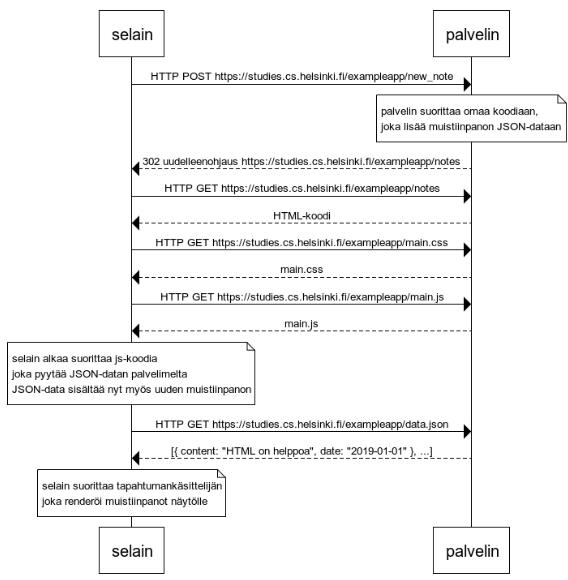 selain
palvelin
HTTP POST https://studies.cs.helsinki.fi/exampleapp/new_note
palvelin suorittaa omaa koodiaan,
joka lisää muistiinpanon JSON-dataan
302 uudelleenohjaus https://studies.cs.helsinki.fi/exampleapp/notes
HTTP GET https://studies.cs.helsinki.fi/exampleapp/notes
HTML-koodi
HTTP GET https://studies.cs.helsinki.fi/exampleapp/main.css
main.css
HTTP GET https://studies.cs.helsinki.fi/exampleapp/main.js
main.js
selain alkaa suorittaa js-koodia
joka pyytää JSON-datan palvelimelta
JSON-data sisältää nyt myös uuden muistiinpanon
HTTP GET https://studies.cs.helsinki.fi/exampleapp/data.json
[{ content: "HTML on helppoa", date: "2019-01-01" }, ...]
selain suorittaa tapahtumankäsittelijän
joka renderöi muistiinpanot näytölle
selain
palvelin